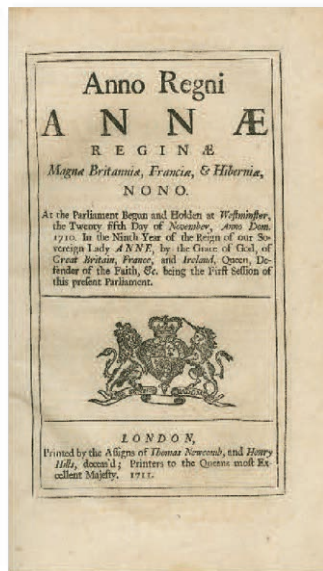 Anno Regni
ANNÆ
REGINÆ
Magnæ Britanniæ, Franciæ, & Hiberniæ,
NONO.
At the Parliament Begun and Holden at Westminster,
the Twenty fifth Day of November, Anno Dom.
1710. In the Ninth Year of the Reign of our So-
vereign Lady ANNE, by the Grace of God, of
Great Britain, France, and Ireland, Queen, De-
fender of the Faith, &c. being the First Session of
this present Parliament.
LONDON,
Printed by the Assigns of Thomas Newcomb, and Henry
Hills, deceas'd; Printers to the Queens most Ex-
cellent Majesty. 1711.